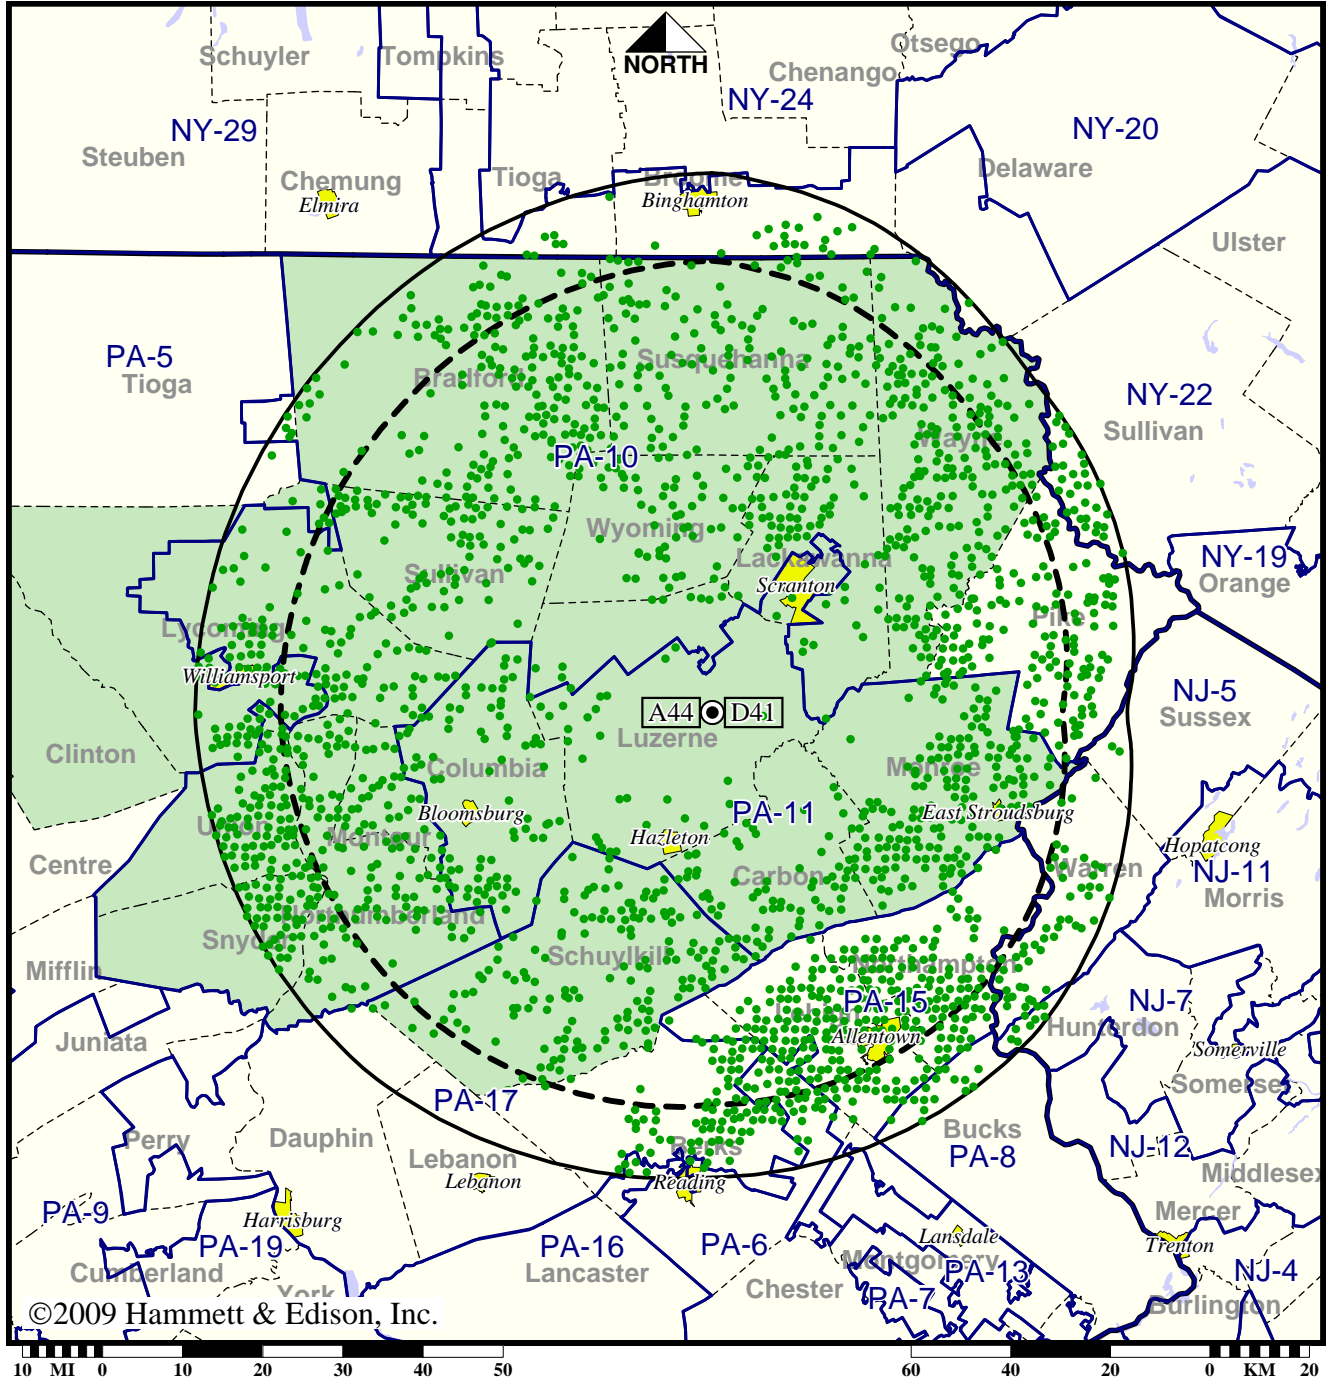 Schuyler
Tompkins
NORTH
Otsego
Chenango
NY-24
NY-29
NY-20
Steuben
Chemung
Elmira
Tioga
Broome
Binghamton
Delaware
Ulster
PA-5
Tioga
Bradford
Susquehanna
NY-22
Sullivan
Wayne
PA-10
Wyoming
Lackawanna
Scranton
Sullivan
NY-19
Orange
Lycoming
Pike
Williamsport
A44
D41
NJ-5
Sussex
Luzerne
Clinton
Columbia
Monroe
Bloomsburg
PA-11
East Stroudsburg
Union
Montour
Hazleton
Hopatcong
Centre
Carbon
Warren
NJ-11
Morris
Northumberland
Snyder
Schuylkill
Northampton
Mifflin
PA-15
Lehigh
Allentown
NJ-7
Hunterdon
Juniata
Somerville
Somerset
PA-17
Perry
Dauphin
Lebanon
Lebanon
Berks
Reading
Bucks
PA-8
NJ-12
Middlesex
PA-9
Harrisburg
PA-19
Cumberland
York
PA-16
Lancaster
PA-6
Chester
Lansdale
Montgomery
PA-13
PA-7
Mercer
Trenton
NJ-4
Burlington
©2009 Hammett & Edison, Inc.
10 MI 0 10 20 30 40 50
60 40 20 0 KM 20